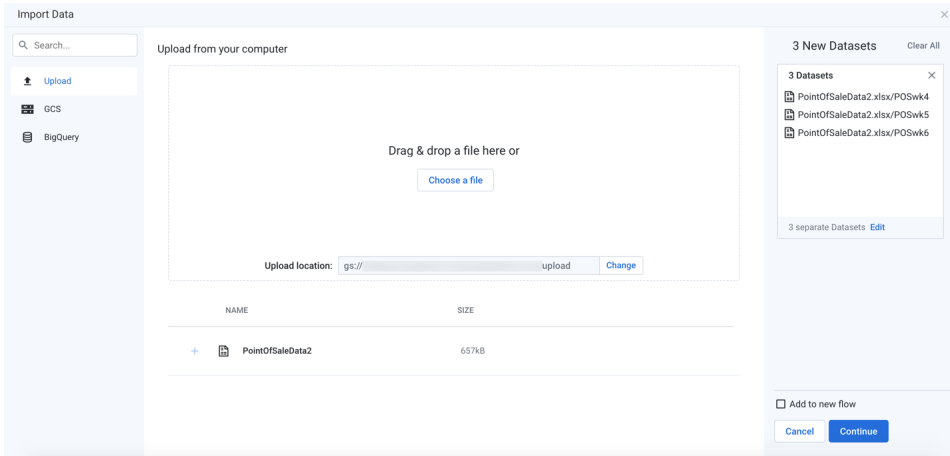 Import Data
Search...
Upload
GCS
BigQuery
Upload from your computer
Drag & drop a file here or
Choose a file
Upload location: gs:// upload Change
NAME SIZE
PointOfSaleData2 657kB
3 New Datasets Clear All
3 Datasets
PointOfSaleData2.xlsx/POSwk4
PointOfSaleData2.xlsx/POSwk5
PointOfSaleData2.xlsx/POSwk6
3 separate Datasets Edit
Add to new flow
Cancel Continue